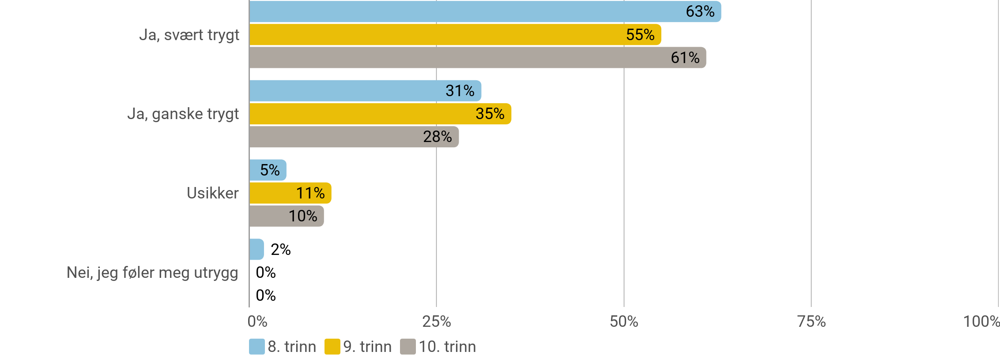 63%
Ja, svært trygt
55%
61%
31%
Ja, ganske trygt
35%
28%
5%
Usikker
11%
10%
2%
Nei, jeg føler meg utrygg
0%
0%
0% 25% 50% 75% 100%
8. trinn 9. trinn 10. trinn